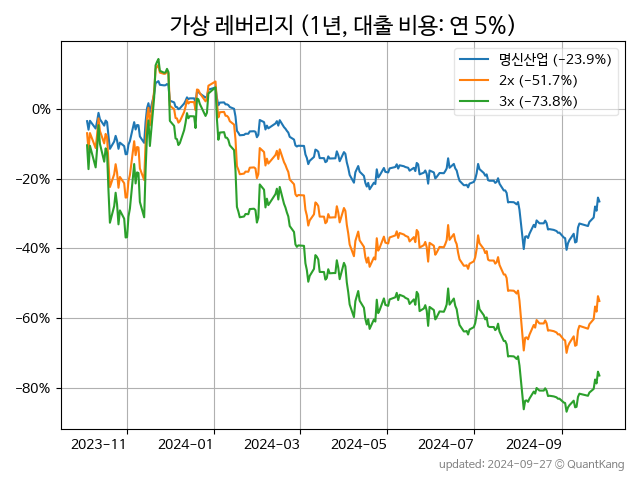 가상 레버리지 (1년, 대출 비용: 연 5%)
명신산업 (−23.9%)
2x (−51.7%)
3x (−73.8%)
0%
−20%
−40%
−60%
−80%
2023-11
2024-01
2024-03
2024-05
2024-07
2024-09
updated: 2024-09-27 © QuantKang